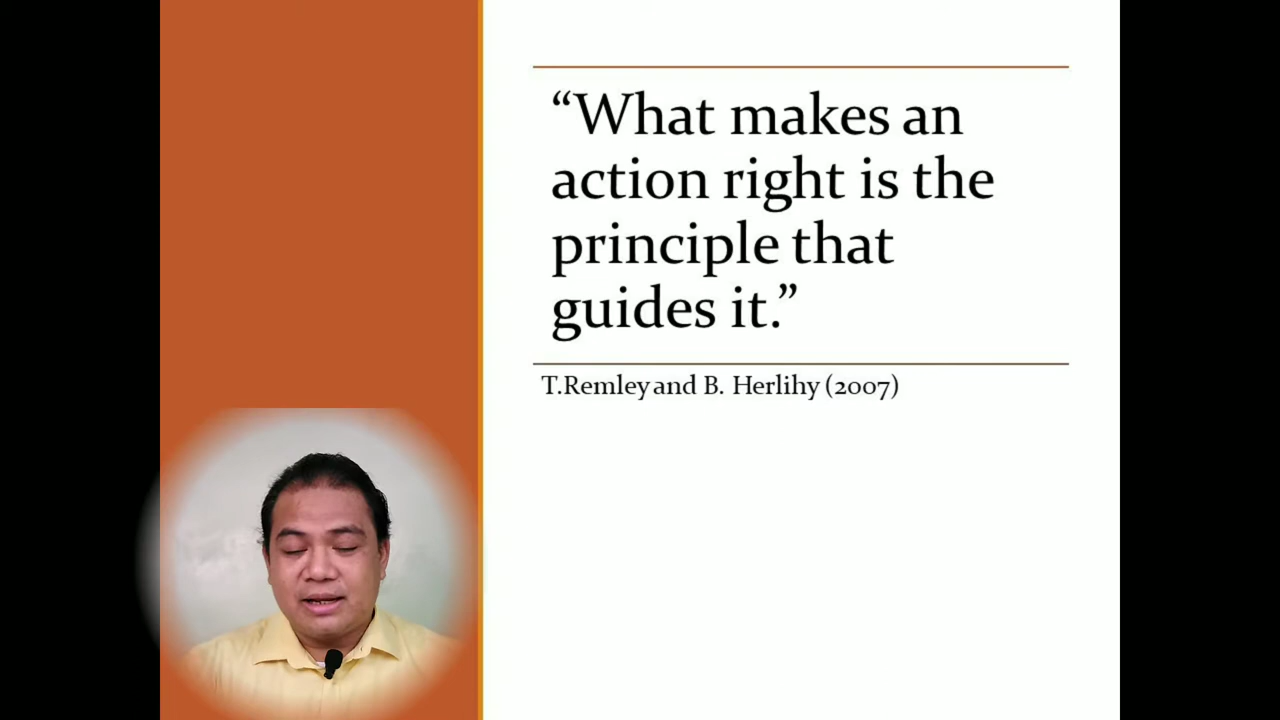 “What makes an
action right is the
principle that
guides it.”
T.Remley and B. Herlihy (2007)